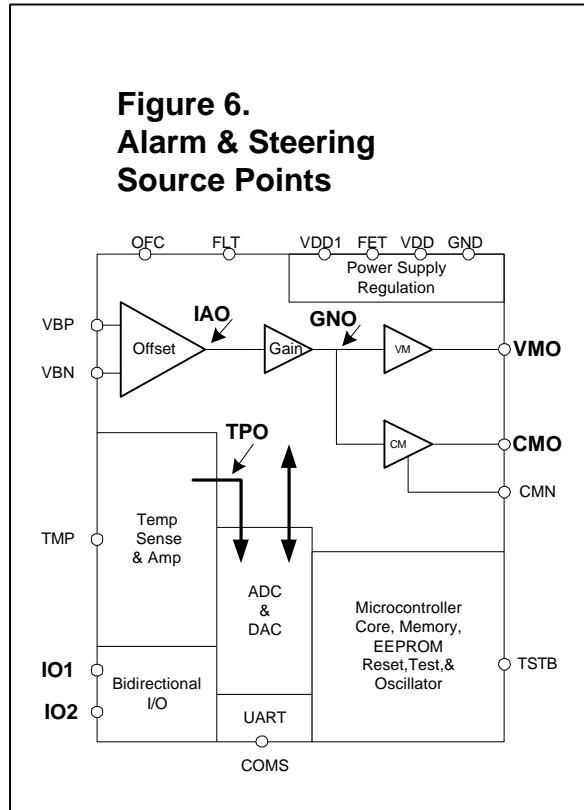 Figure 6.
Alarm & Steering
Source Points
OFC
FLT
VDD1
FET
VDD
GND
Power Supply
Regulation
VBP
VBN
Offset
IAO
Gain
GNO
VM
VMO
CM
CMO
CMN
TPO
TMP
Temp
Sense
& Amp
ADC
&
DAC
Microcontroller
Core, Memory,
EEPROM
Reset,Test,&
Oscillator
TSTB
IO1
IO2
Bidirectional
I/O
UART
COMS